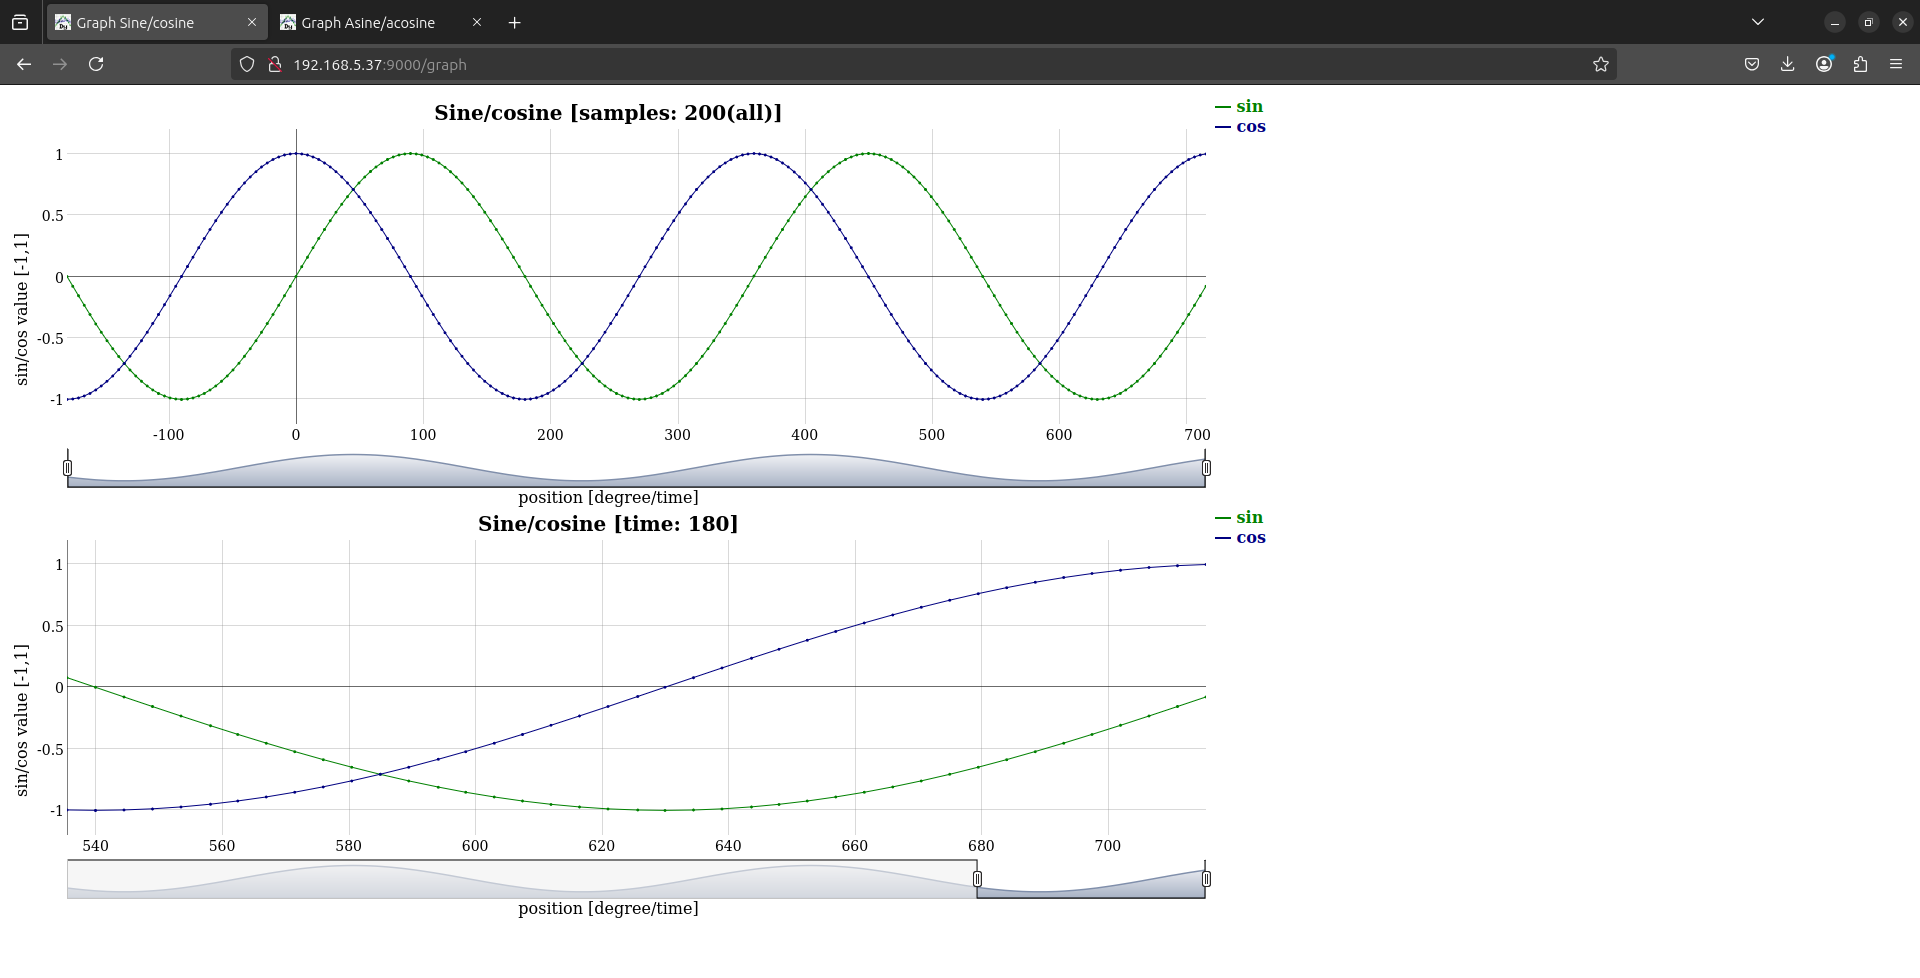 Graph Sine/cosine
Graph Asine/acosine
192.168.5.37:9000/graph
Sine/cosine [samples: 200(all)]
sin
cos
1
0.5
0
-0.5
-1
sin/cos value [-1,1]
-100 0 100 200 300 400 500 600 700
position [degree/time]
Sine/cosine [time: 180]
sin
cos
1
0.5
0
-0.5
-1
sin/cos value [-1,1]
540 560 580 600 620 640 660 680 700
position [degree/time]